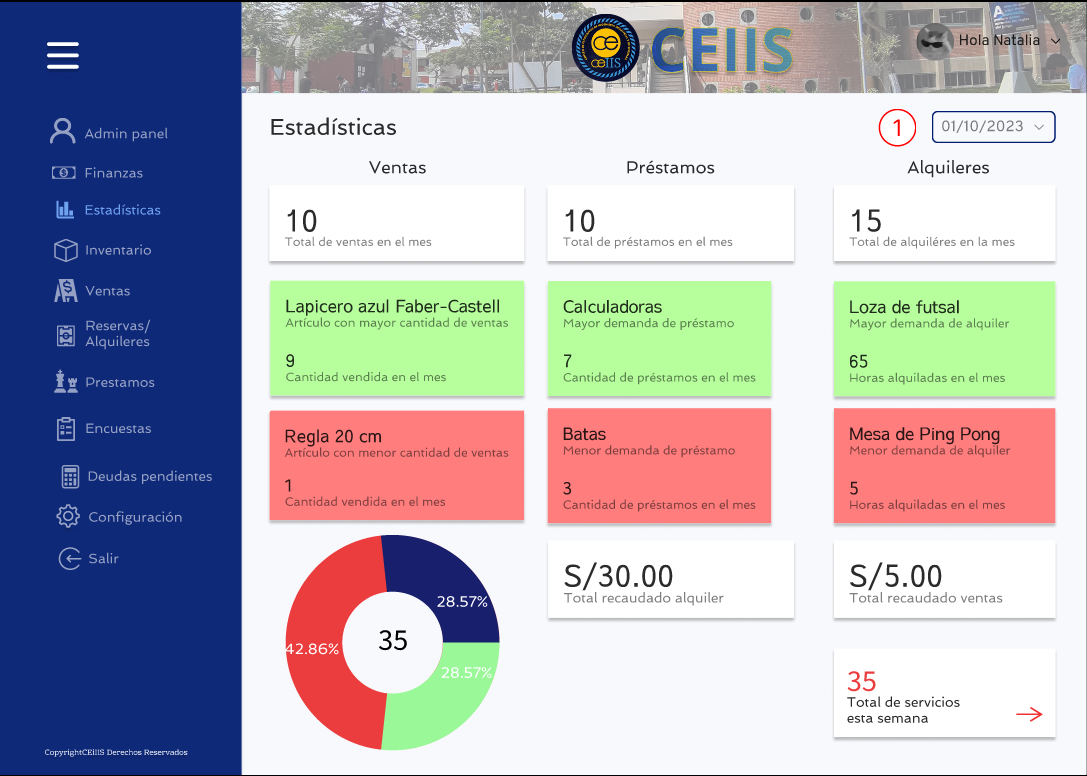 CEIIS
Hola Natalia
Admin panel
Finanzas
Estadísticas
Inventario
Ventas
Reservas/
Alquileres
Prestamos
Encuestas
Deudas pendientes
Configuración
Salir
CopyrightCEIIS Derechos Reservados
Estadísticas
1
01/10/2023
Ventas
10
Total de ventas en el mes
Lapicero azul Faber-Castell
Artículo con mayor cantidad de ventas
9
Cantidad vendida en el mes
Regla 20 cm
Artículo con menor cantidad de ventas
1
Cantidad vendida en el mes
28.57%
35
42.86%
28.57%
Préstamos
10
Total de préstamos en el mes
Calculadoras
Mayor demanda de préstamo
7
Cantidad de préstamos en el mes
Batas
Menor demanda de préstamo
3
Cantidad de préstamos en el mes
S/30.00
Total recaudado alquiler
Alquileres
15
Total de alquiléres en la mes
Loza de futsal
Mayor demanda de alquiler
65
Horas alquiladas en el mes
Mesa de Ping Pong
Menor demanda de alquiler
5
Horas alquiladas en el mes
S/5.00
Total recaudado ventas
35
Total de servicios
esta semana